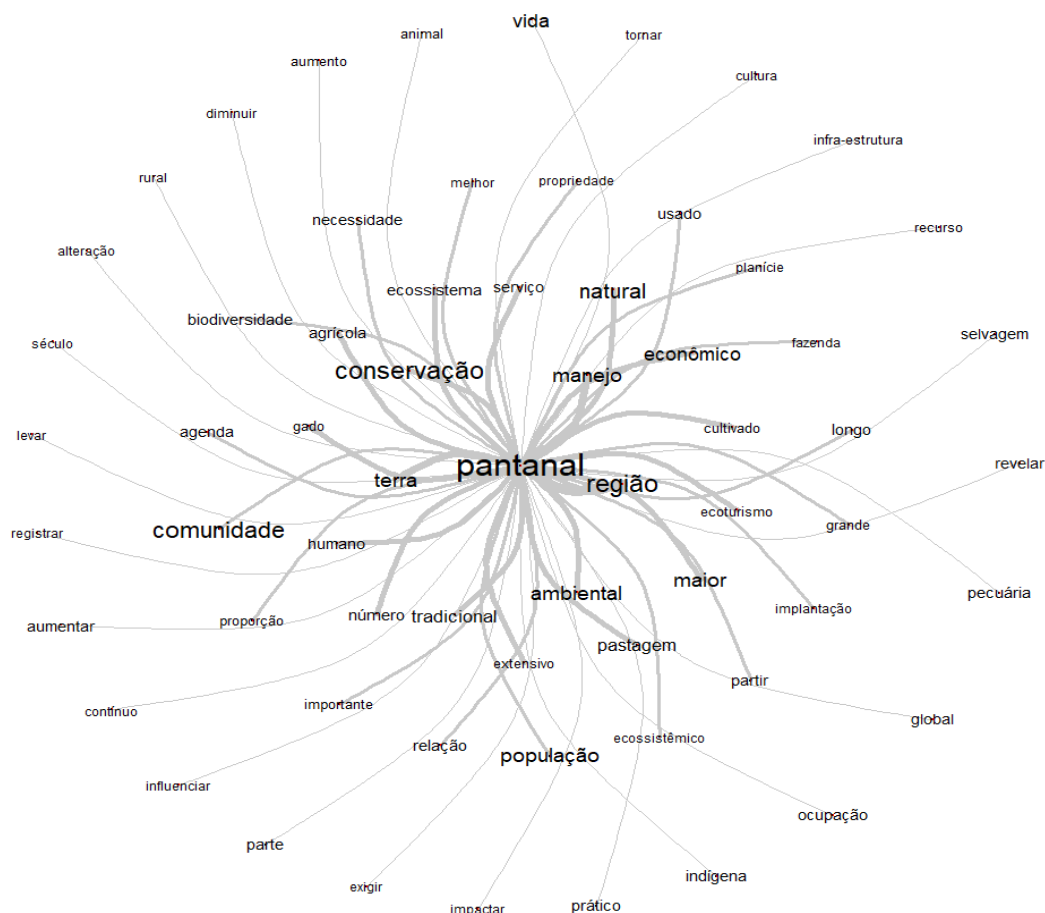 vida
animal
tornar
aumento
cultura
diminuir
infra-estrutura
rural
melhor
propriedade
necessidade
usado
recurso
alteração
planície
ecossistema
serviço
natural
biodiversidade
agrícola
selvagem
século
fazenda
econômico
conservação
manejo
gado
cultivado
longo
levar
agenda
revelar
pantanal
terra
região
ecoturismo
grande
comunidade
registrar
humano
maior
ambiental
pecuária
implantação
número
tradicional
proporção
aumentar
pastagem
extensivo
partir
importante
contínuo
global
ecossistêmico
relação
população
influenciar
ocupação
parte
indígena
exigir
prático
impactar